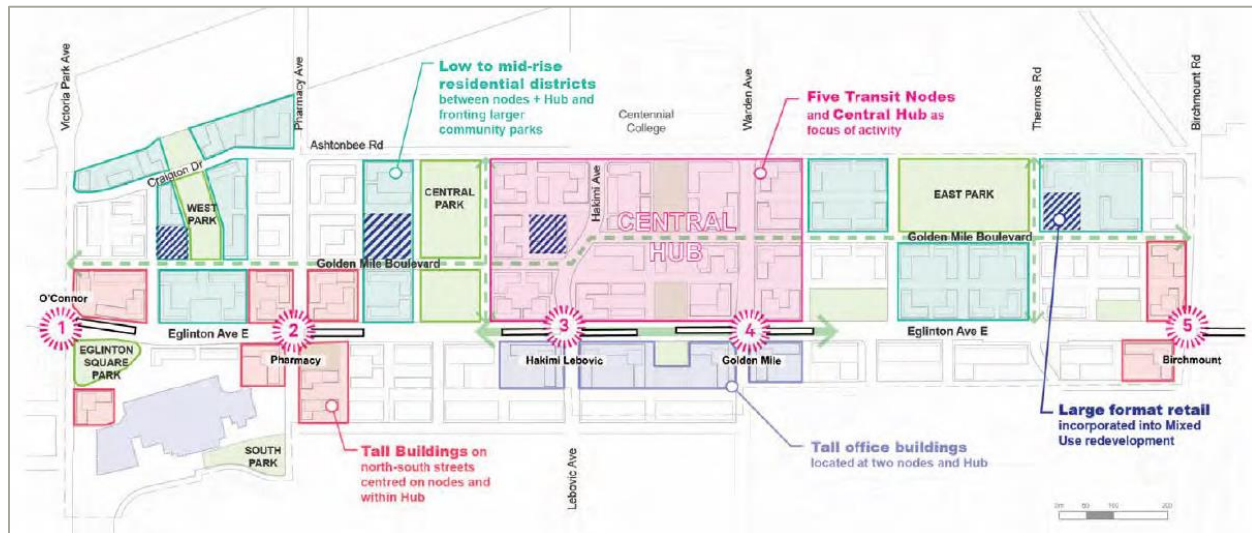 Victoria Park Ave
Pharmacy Ave
Low to mid-rise
residential districts
between nodes + Hub and
fronting larger
community parks
Centennial
College
Warden Ave
Five Transit Nodes
and Central Hub as
focus of activity
Thermos Rd
Birchmount Rd
Ashtonbee Rd
Craigton Dr
WEST
PARK
CENTRAL
PARK
Hakimi Ave
CENTRAL
HUB
EAST PARK
Golden Mile Boulevard
Golden Mile Boulevard
O'Connor
1
Eglinton Ave E
2
3
4
Eglinton Ave E
5
EGLINTON
SQUARE
PARK
Pharmacy
Hakimi Lebovic
Golden Mile
Birchmount
SOUTH
PARK
Tall Buildings on
north-south streets
centred on nodes and
within Hub
Lebovic Ave
Tall office buildings
located at two nodes and Hub
Large format retail
incorporated into Mixed
Use redevelopment
0m 50 100 200